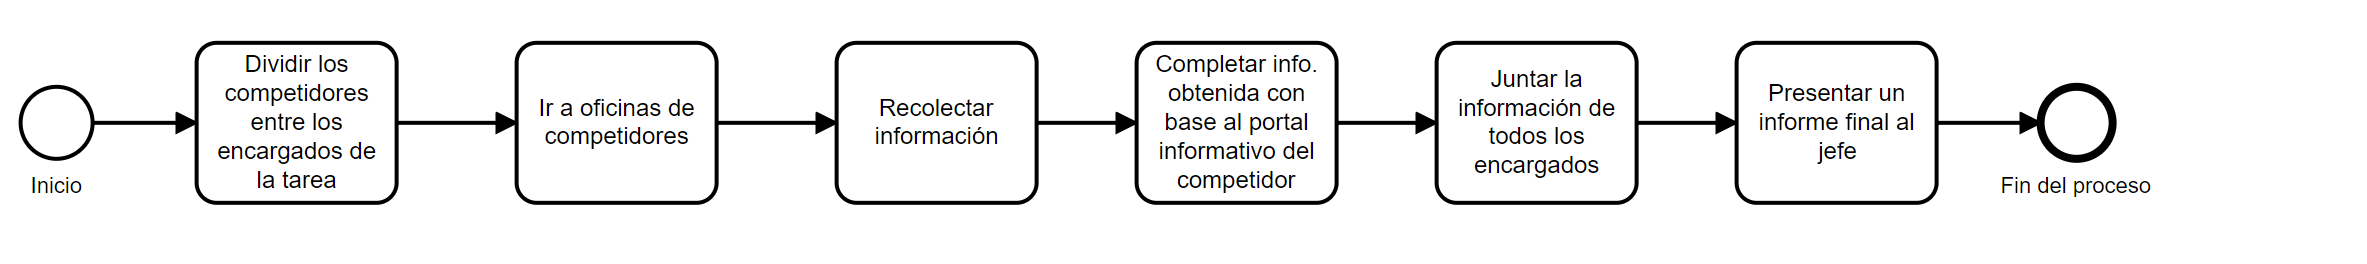 Inicio
Dividir los
competidores
entre los
encargados de
la tarea
Ir a oficinas de
competidores
Recolectar
información
Completar info.
obtenida con
base al portal
informativo del
competidor
Juntar la
información de
todos los
encargados
Presentar un
informe final al
jefe
Fin del proceso